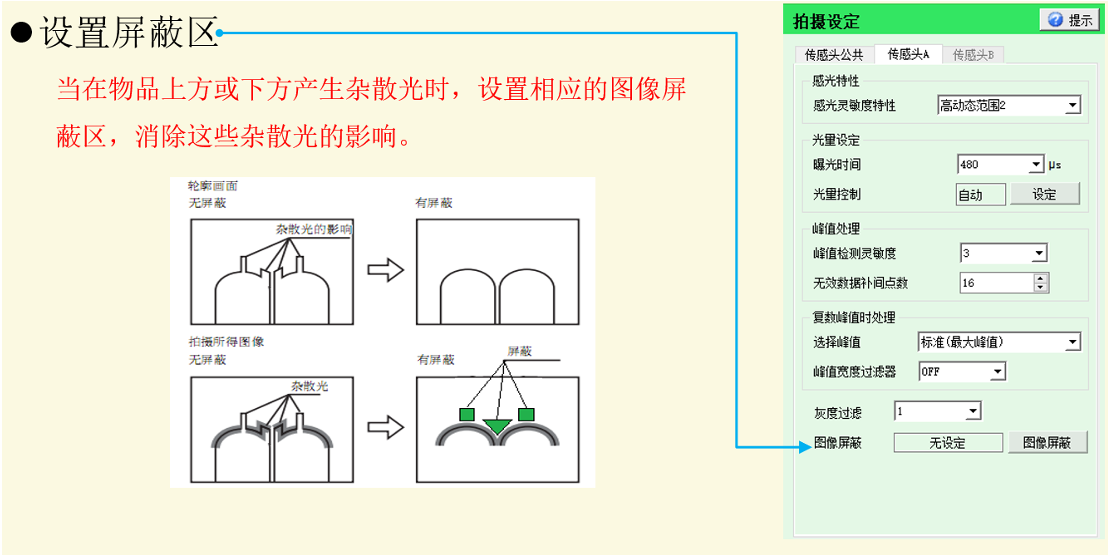 ●设置屏蔽区
当在物品上方或下方产生杂散光时，设置相应的图像屏
蔽区，消除这些杂散光的影响。
轮廓画面
无屏蔽
有屏蔽
杂散光的影响
拍摄所得图像
无屏蔽
有屏蔽
屏蔽
杂散光
拍摄设定
提示
传感头公共 传感头A 传感头B
感光特性
感光灵敏度特性 高动态范围2
光量设定
曝光时间 480 μs
光量控制 自动 设定
峰值处理
峰值检测灵敏度 3
无效数据补间点数 16
复数峰值时处理
选择峰值 标准(最大峰值)
峰值宽度过滤器 OFF
灰度过滤 1
图像屏蔽 无设定 图像屏蔽